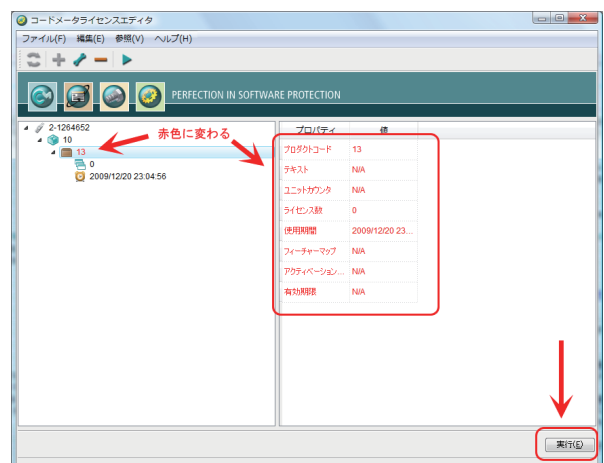 コードメータライセンスエディタ
ファイル(F) 編集(E) 参照(V) ヘルプ(H)
PERFECTION IN SOFTWARE PROTECTION
2-1264652
10
13
0
2009/12/20 23:04:56
赤色に変わる
プロパティ 値
プロダクトコード 13
テキスト N/A
ユニットカウンタ N/A
ライセンス数 0
使用期間 2009/12/20 23...
フィーチャーマップ N/A
アクティベーション... N/A
有効期限 N/A
実行(E)